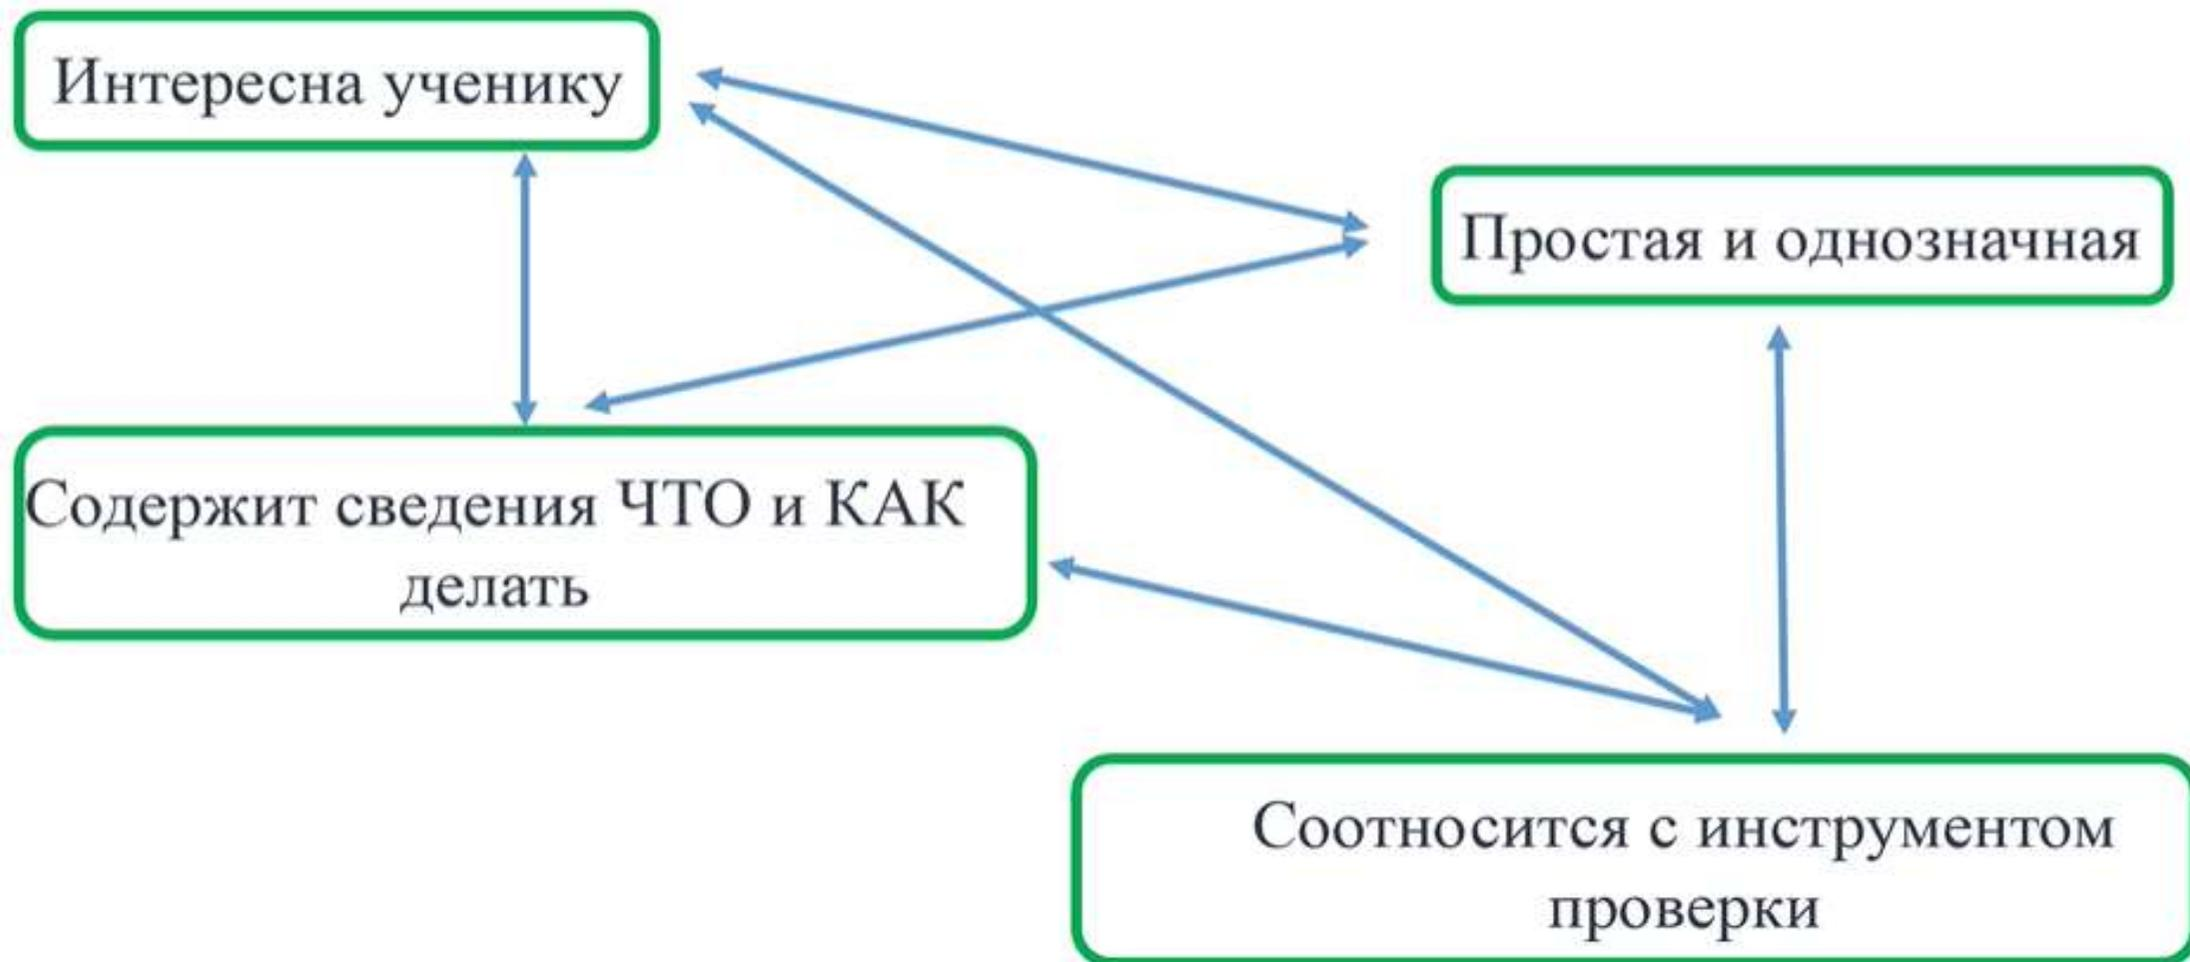 Интересна ученику
Простая и однозначная
Содержит сведения ЧТО и КАК
делать
Соотносится с инструментом
проверки